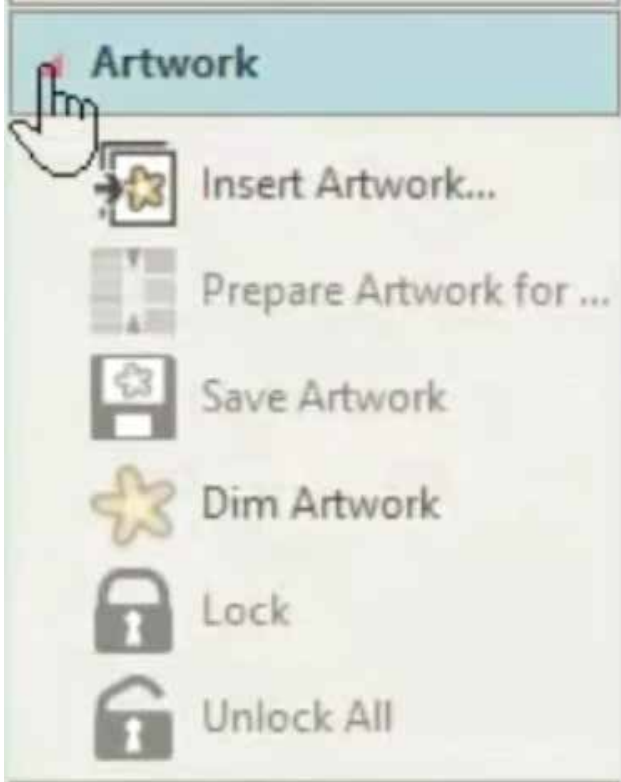 Artwork
Insert Artwork...
Prepare Artwork for ...
Save Artwork
Dim Artwork
Lock
Unlock All